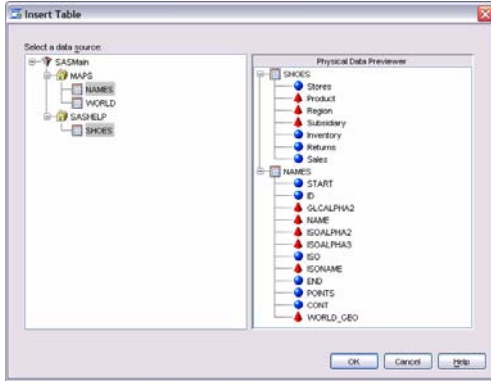 Insert Table
Select a data source:
SASMain
MAPS
NAMES
WORLD
SASHELP
SHOES
Physical Data Previewer
SHOES
Stores
Product
Region
Subsidiary
Inventory
Returns
Sales
NAMES
START
ID
GLCALPHA2
NAME
ISOALPHA2
ISOALPHA3
ISO
ISONAME
END
POINTS
CONT
WORLD_GEO
OK
Cancel
Help